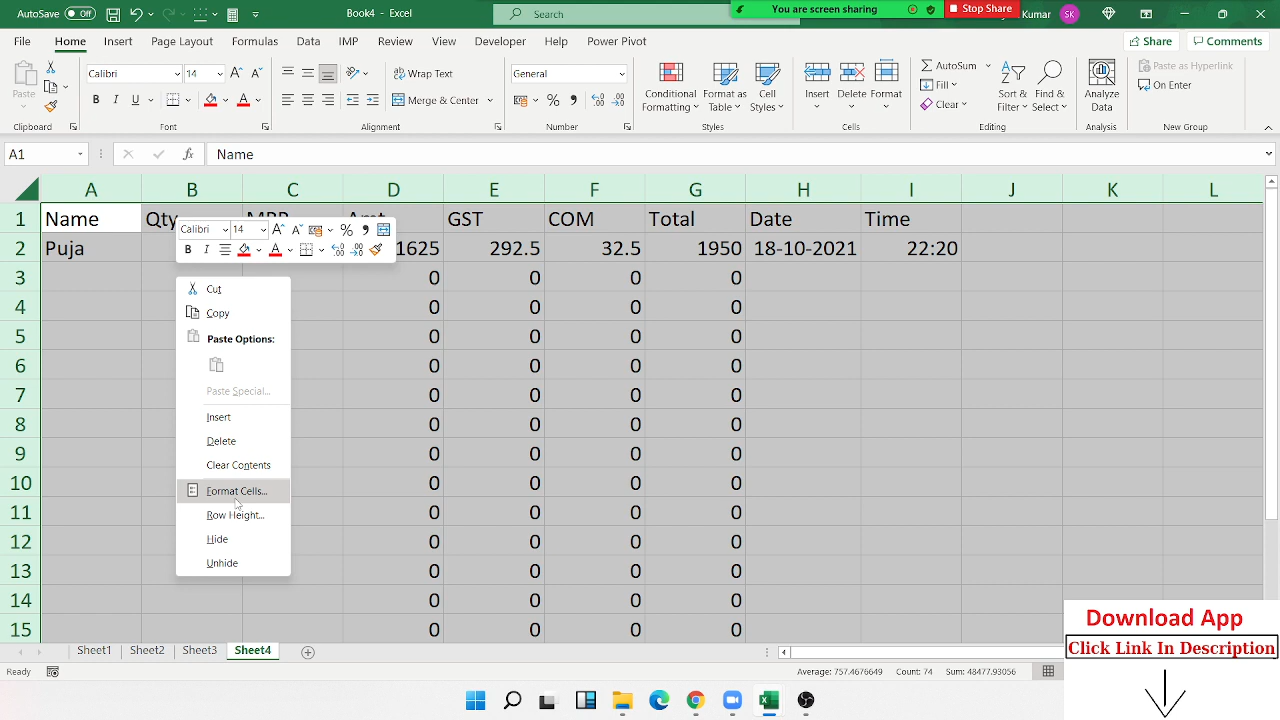 AutoSave Off Book4 - Excel Search You are screen sharing Stop Share Kumar SK
File Home Insert Page Layout Formulas Data IMP Review View Developer Help Power Pivot Share Comments
Paste Calibri 14 Wrap Text General Conditional Formatting Format as Table Cell Styles Insert Delete Format AutoSum Fill Clear Sort & Filter Find & Select Analyze Data Paste as Hyperlink On Enter
B I U Merge & Center
Clipboard Font Alignment Number Styles Cells Editing Analysis New Group
A1 fx Name
A B C D E F G H I J K L
1 Name Qty MRP Amt GST COM Total Date Time
2 Puja 1625 292.5 32.5 1950 18-10-2021 22:20
Calibri 14
B I
3 0 0 0 0
4 0 0 0 0
5 0 0 0 0
6 0 0 0 0
7 0 0 0 0
8 0 0 0 0
9 0 0 0 0
10 0 0 0 0
11 0 0 0 0
12 0 0 0 0
13 0 0 0 0
14 0 0 0 0
15 0 0 0 0
Cut
Copy
Paste Options:
Paste Special...
Insert
Delete
Clear Contents
Format Cells...
Row Height...
Hide
Unhide
Sheet1 Sheet2 Sheet3 Sheet4
Ready Average: 757.4676649 Count: 74 Sum: 48477.93056
Download App
Click Link In Description